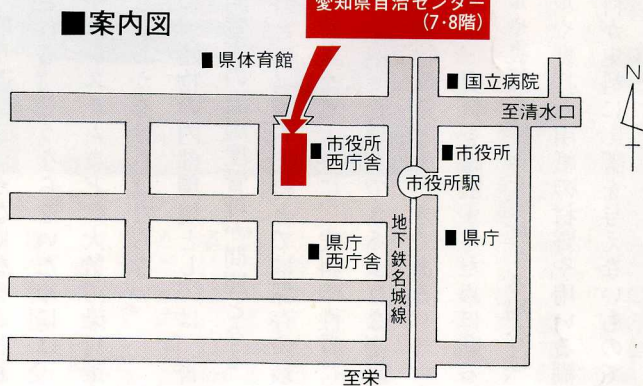 ■案内図
愛知県自治センター
(7・8階)
■県体育館
■国立病院
至清水口
N
■市役所
西庁舎
■市役所
市役所駅
■県庁
西庁舎
■県庁
地下鉄名城線
至栄